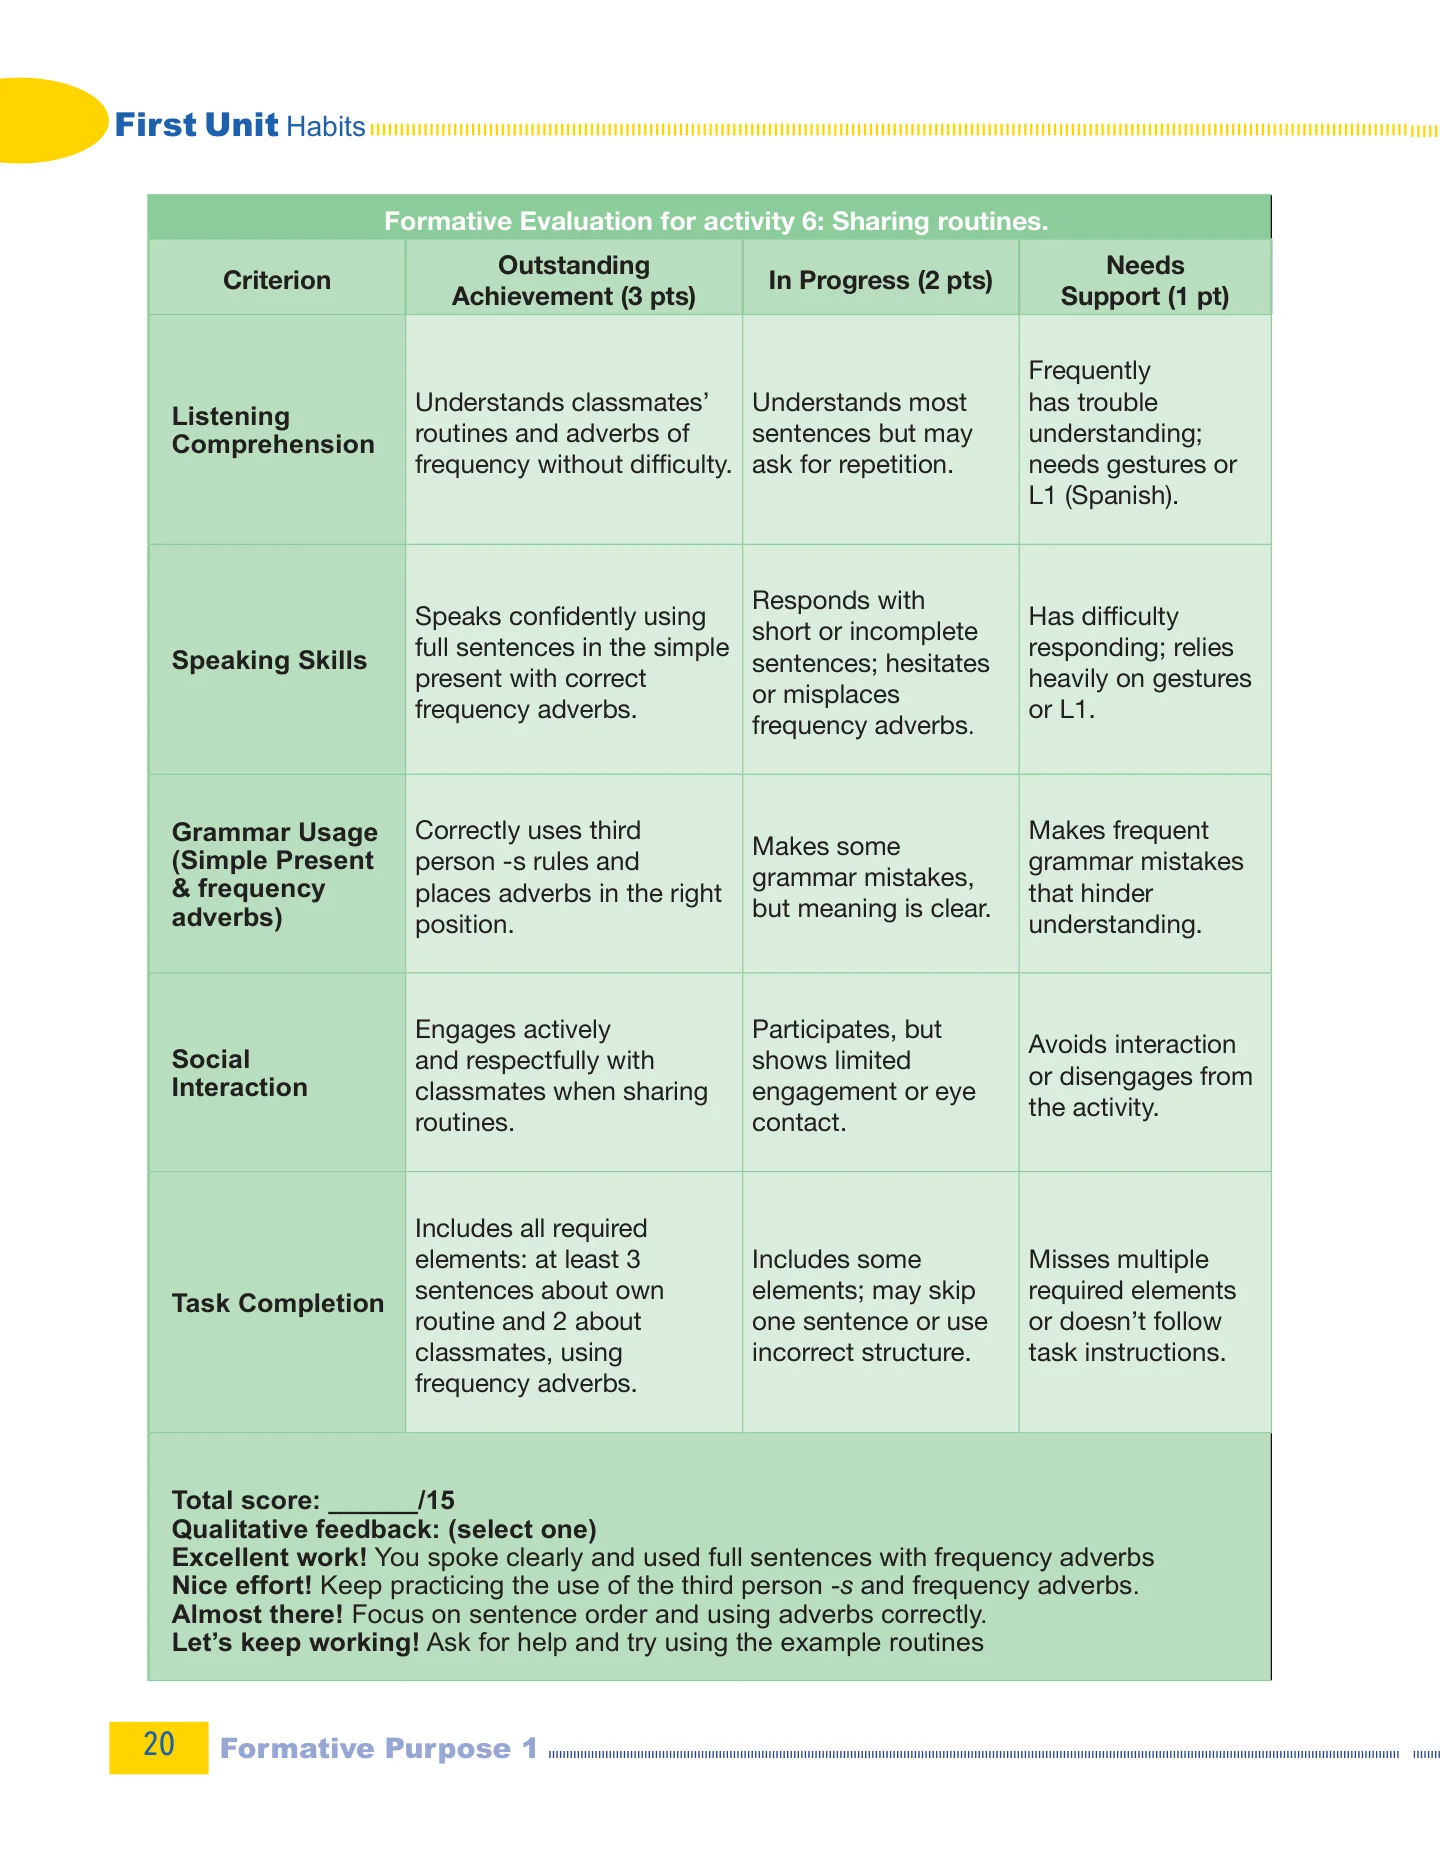 First Unit Habits
Formative Evaluation for activity 6: Sharing routines.
Criterion
Outstanding
Achievement (3 pts)
In Progress (2 pts)
Needs
Support (1 pt)
Listening
Comprehension
Understands classmates’
routines and adverbs of
frequency without difficulty.
Understands most
sentences but may
ask for repetition.
Frequently
has trouble
understanding;
needs gestures or
L1 (Spanish).
Speaking Skills
Speaks confidently using
full sentences in the simple
present with correct
frequency adverbs.
Responds with
short or incomplete
sentences; hesitates
or misplaces
frequency adverbs.
Has difficulty
responding; relies
heavily on gestures
or L1.
Grammar Usage
(Simple Present
& frequency
adverbs)
Correctly uses third
person -s rules and
places adverbs in the right
position.
Makes some
grammar mistakes,
but meaning is clear.
Makes frequent
grammar mistakes
that hinder
understanding.
Social
Interaction
Engages actively
and respectfully with
classmates when sharing
routines.
Participates, but
shows limited
engagement or eye
contact.
Avoids interaction
or disengages from
the activity.
Task Completion
Includes all required
elements: at least 3
sentences about own
routine and 2 about
classmates, using
frequency adverbs.
Includes some
elements; may skip
one sentence or use
incorrect structure.
Misses multiple
required elements
or doesn’t follow
task instructions.
Total score: ______/15
Qualitative feedback: (select one)
Excellent work! You spoke clearly and used full sentences with frequency adverbs
Nice effort! Keep practicing the use of the third person -s and frequency adverbs.
Almost there! Focus on sentence order and using adverbs correctly.
Let’s keep working! Ask for help and try using the example routines
20
Formative Purpose 1